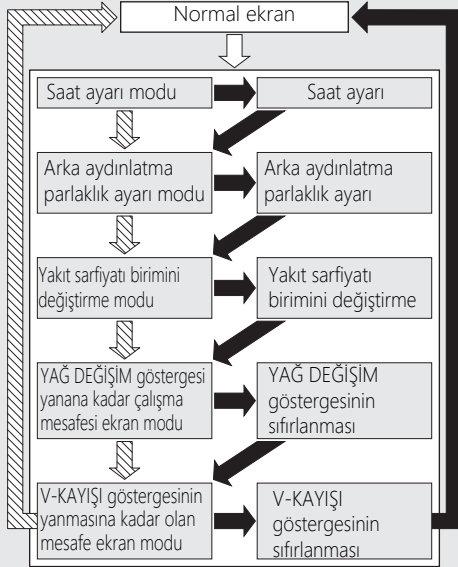 Normal ekran
Saat ayarı modu
Saat ayarı
Arka aydınlatma
parlaklık ayarı modu
Arka aydınlatma
parlaklık ayarı
Yakıt sarfiyatı birimini
değiştirme modu
Yakıt sarfiyatı
birimini değiştirme
YAĞ DEĞİŞİM göstergesi
yanana kadar çalışma
mesafesi ekran modu
YAĞ DEĞİŞİM
göstergesinin
sıfırlanması
V-KAYIŞI göstergesinin
yanmasına kadar olan
mesafe ekran modu
V-KAYIŞI
göstergesinin
sıfırlanması